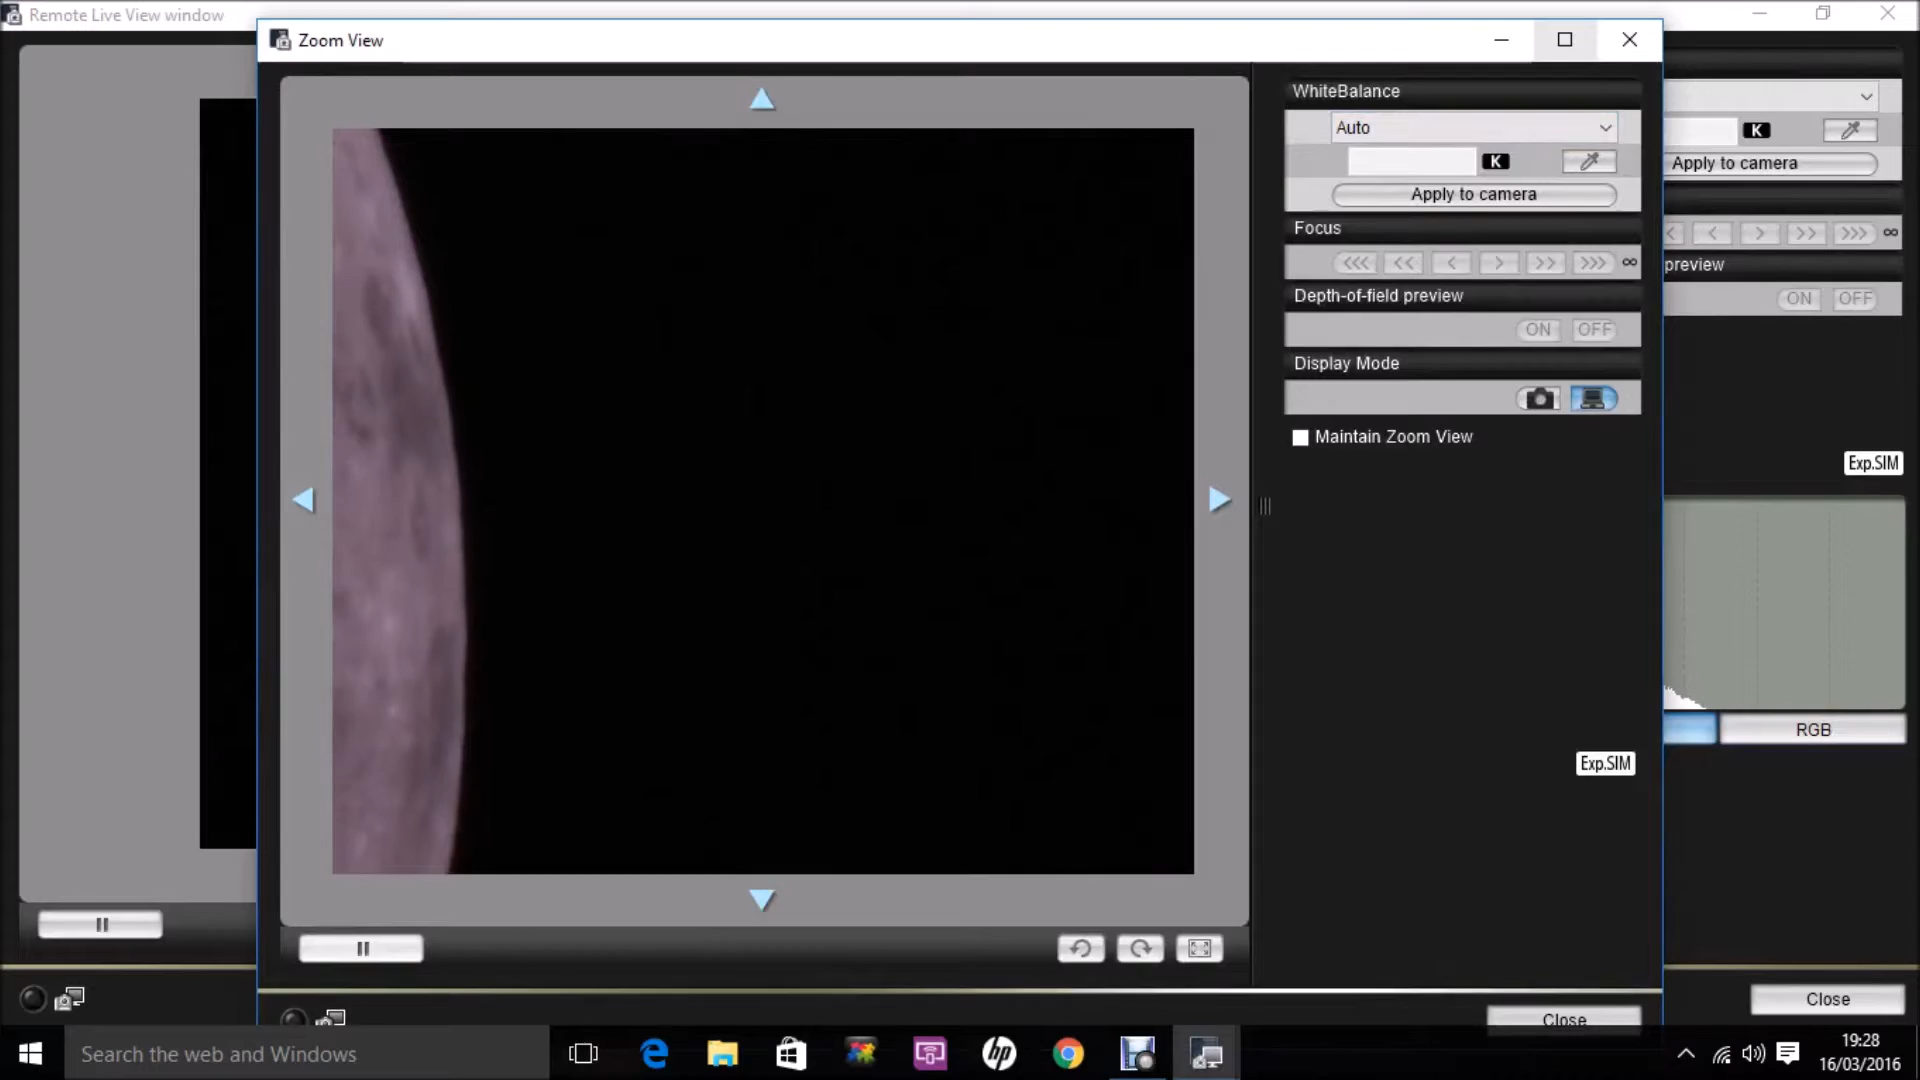 Remote Live View window
Zoom View
WhiteBalance
Auto
K
Apply to camera
Focus
<<< << < > >> >>> ∞
Depth-of-field preview
ON OFF
Display Mode
Maintain Zoom View
Exp.SIM
Close
K
Apply to camera
< < > >> >>> ∞
preview
ON OFF
Exp.SIM
RGB
Close
Search the web and Windows
hp
19:28
16/03/2016